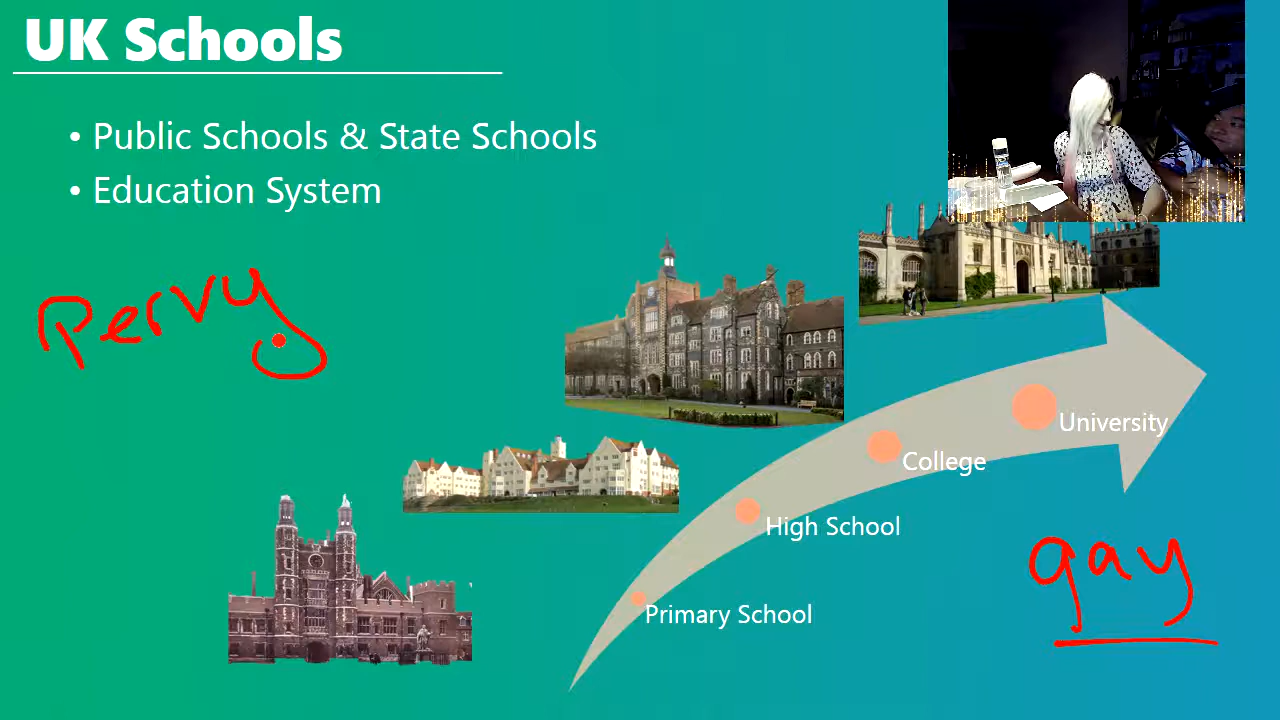 UK Schools
• Public Schools & State Schools
• Education System
Pervy
University
College
High School
gay
Primary School